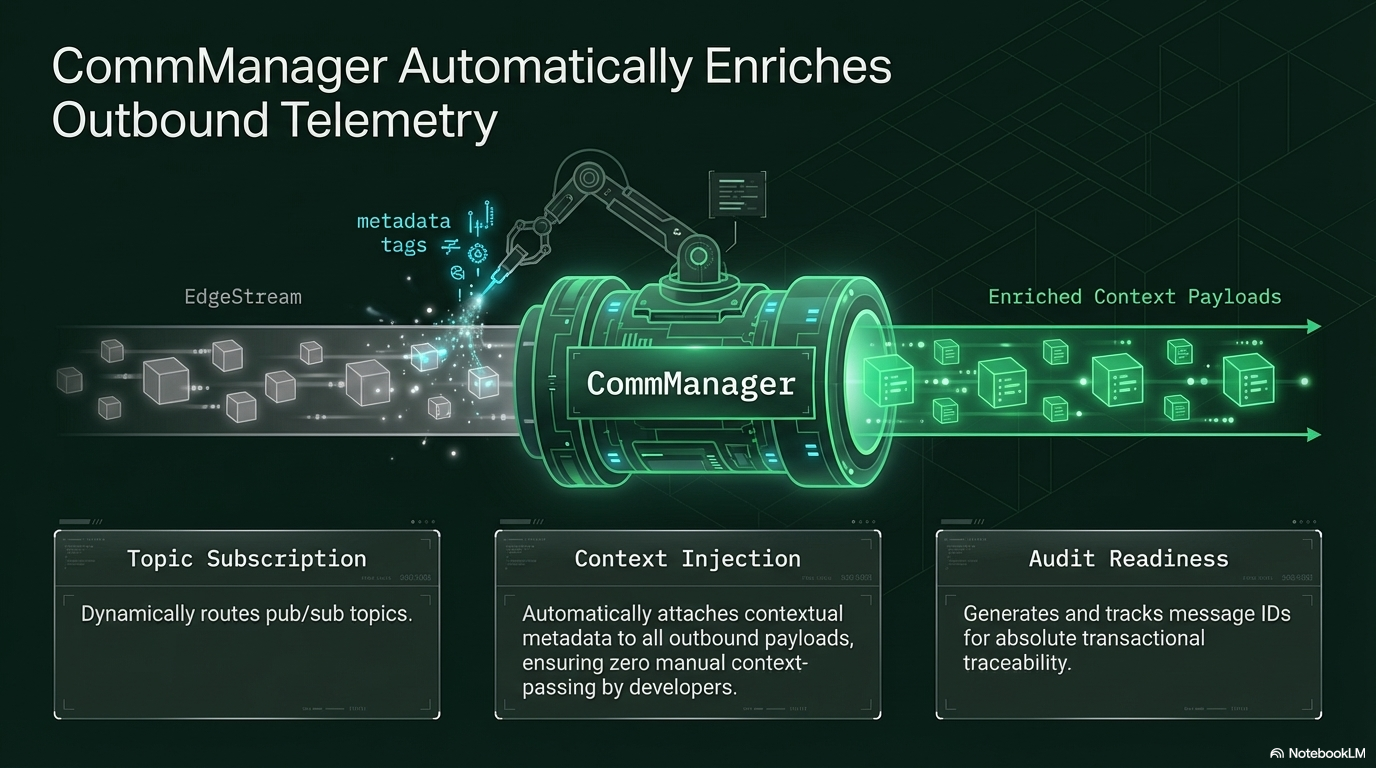 CommManager Automatically Enriches
Outbound Telemetry
metadata
tags
EdgeStream
Enriched Context Payloads
CommManager
Topic Subscription
Dynamically routes pub/sub topics.
Context Injection
Automatically attaches contextual
metadata to all outbound payloads,
ensuring zero manual context-
passing by developers.
Audit Readiness
Generates and tracks message IDs
for absolute transactional
traceability.
NotebookLM